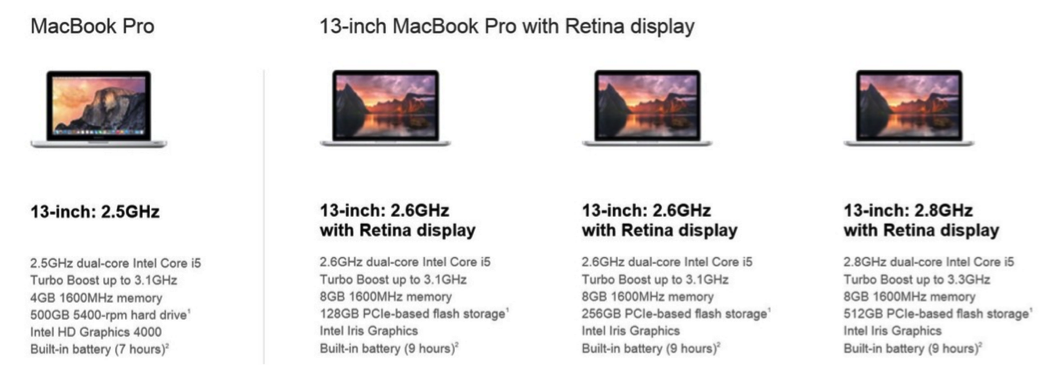 MacBook Pro
13-inch MacBook Pro with Retina display
13-inch: 2.5GHz
2.5GHz dual-core Intel Core i5
Turbo Boost up to 3.1GHz
4GB 1600MHz memory
500GB 5400-rpm hard drive¹
Intel HD Graphics 4000
Built-in battery (7 hours)²
13-inch: 2.6GHz
with Retina display
2.6GHz dual-core Intel Core i5
Turbo Boost up to 3.1GHz
8GB 1600MHz memory
128GB PCIe-based flash storage¹
Intel Iris Graphics
Built-in battery (9 hours)²
13-inch: 2.6GHz
with Retina display
2.6GHz dual-core Intel Core i5
Turbo Boost up to 3.1GHz
8GB 1600MHz memory
256GB PCIe-based flash storage¹
Intel Iris Graphics
Built-in battery (9 hours)²
13-inch: 2.8GHz
with Retina display
2.8GHz dual-core Intel Core i5
Turbo Boost up to 3.3GHz
8GB 1600MHz memory
512GB PCIe-based flash storage¹
Intel Iris Graphics
Built-in battery (9 hours)²